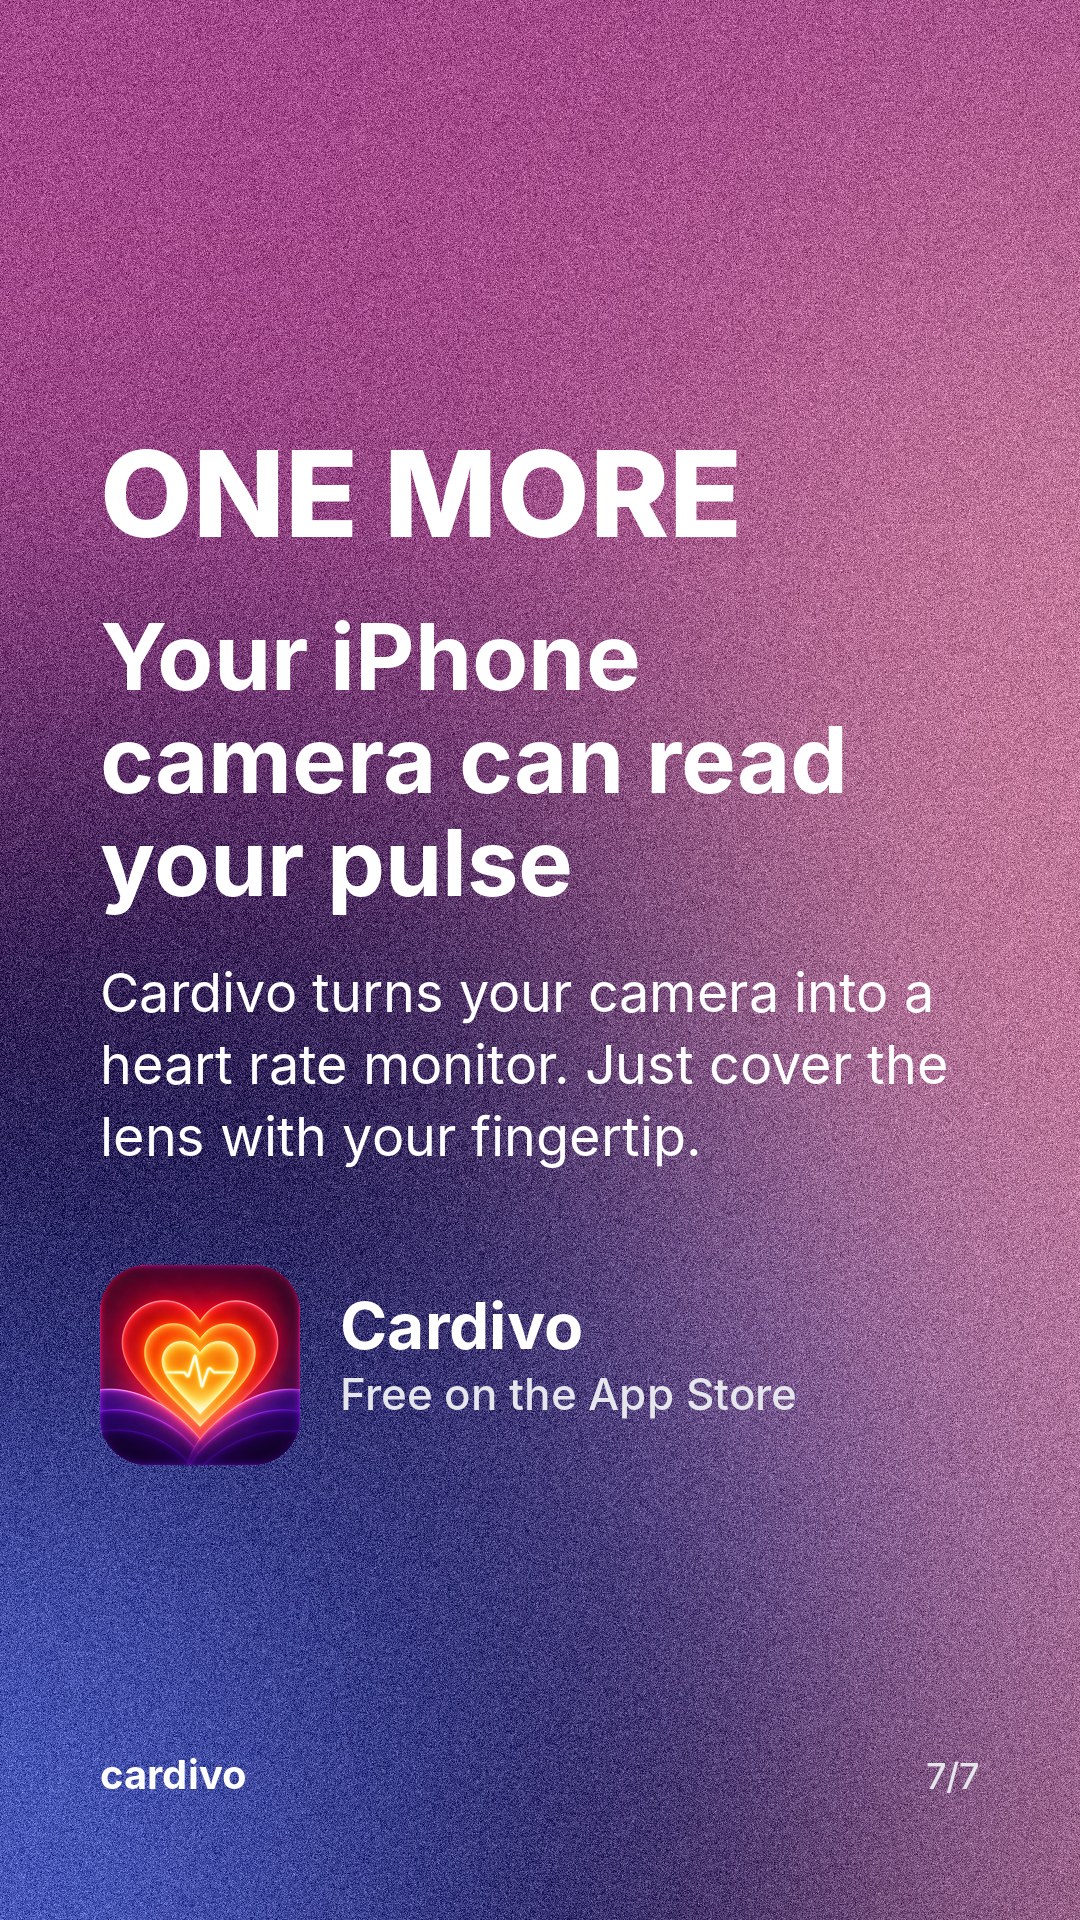 ONE MORE
Your iPhone
camera can read
your pulse
Cardivo turns your camera into a
heart rate monitor. Just cover the
lens with your fingertip.
Cardivo
Free on the App Store
cardivo
7/7